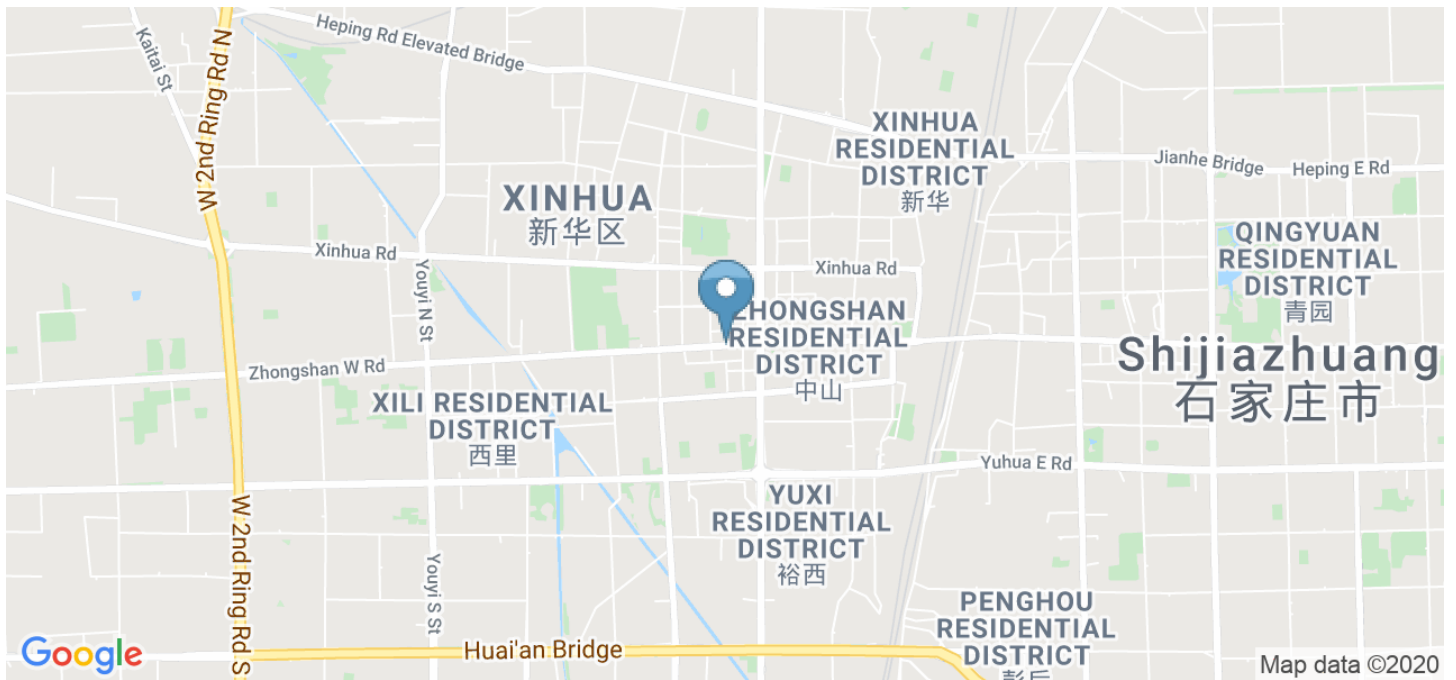 Heping Rd Elevated Bridge
Kaitai St
W 2nd Ring Rd N
XINHUA
RESIDENTIAL
DISTRICT
新华
Jianhe Bridge
Heping E Rd
XINHUA
新华区
Xinhua Rd
Xinhua Rd
QINGYUAN
RESIDENTIAL
DISTRICT
青园
Youyi N St
ZHONGSHAN
RESIDENTIAL
DISTRICT
中山
Zhongshan W Rd
Shijiazhuang
石家庄市
XILI RESIDENTIAL
DISTRICT
西里
Yuhua E Rd
YUXI
RESIDENTIAL
DISTRICT
裕西
W 2nd Ring Rd S
Youyi S St
PENGHOU
RESIDENTIAL
DISTRICT
彭后
Huai'an Bridge
Google
Map data ©2020